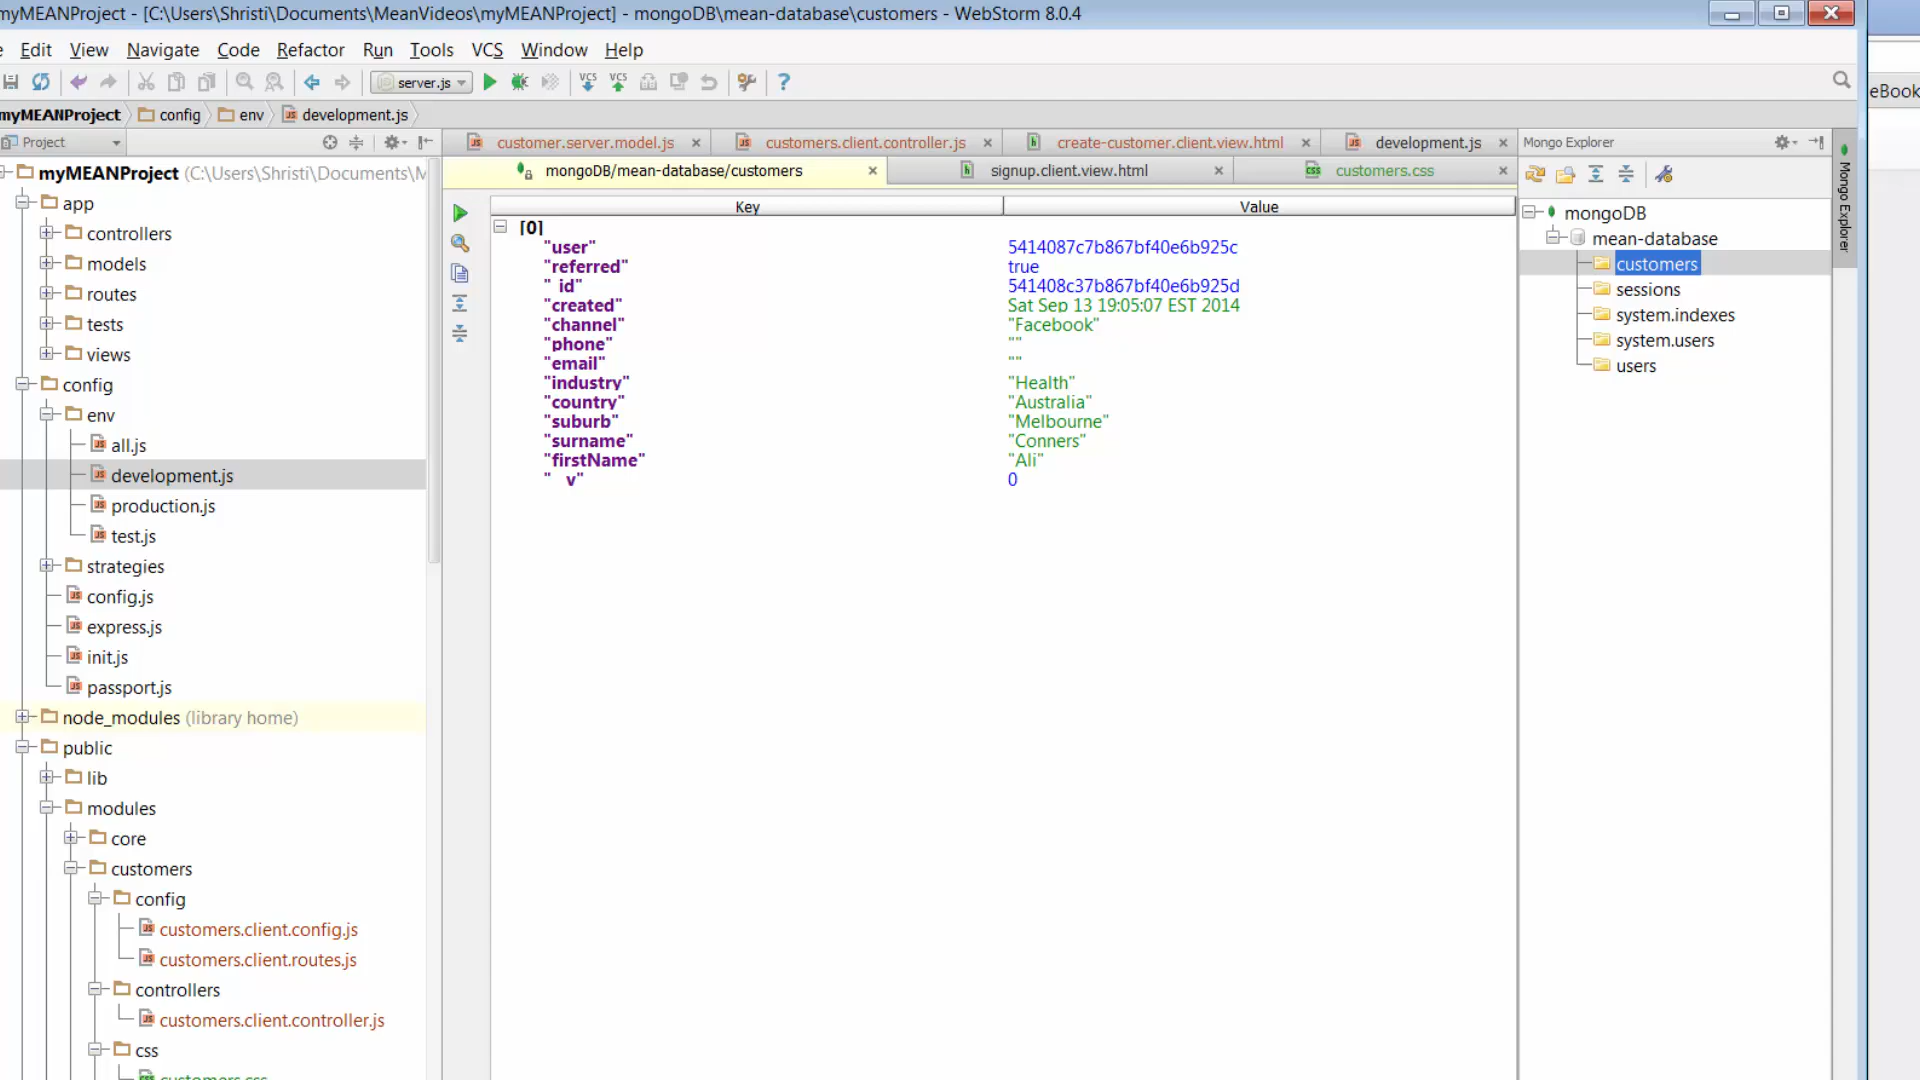 myMEANProject - [C:\Users\Shristi\Documents\MeanVideos\myMEANProject] - mongoDB\mean-database\customers - WebStorm 8.0.4
Edit View Navigate Code Refactor Run Tools VCS Window Help
server.js VCS VCS ?
myMEANProject config env development.js
Project
customer.server.model.js customers.client.controller.js create-customer.client.view.html development.js
mongoDB/mean-database/customers signup.client.view.html customers.css
myMEANProject (C:\Users\Shristi\Documents\M
app
controllers
models
routes
tests
views
config
env
all.js
development.js
production.js
test.js
strategies
config.js
express.js
init.js
passport.js
node_modules (library home)
public
lib
modules
core
customers
config
customers.client.config.js
customers.client.routes.js
controllers
customers.client.controller.js
css
customers.css
Key Value
[0]
"user" 5414087c7b867bf40e6b925c
"referred" true
"_id" 541408c37b867bf40e6b925d
"created" Sat Sep 13 19:05:07 EST 2014
"channel" "Facebook"
"phone" ""
"email" ""
"industry" "Health"
"country" "Australia"
"suburb" "Melbourne"
"surname" "Conners"
"firstName" "Ali"
"__v" 0
Mongo Explorer
mongoDB
mean-database
customers
sessions
system.indexes
system.users
users
Mongo Explorer
eBook